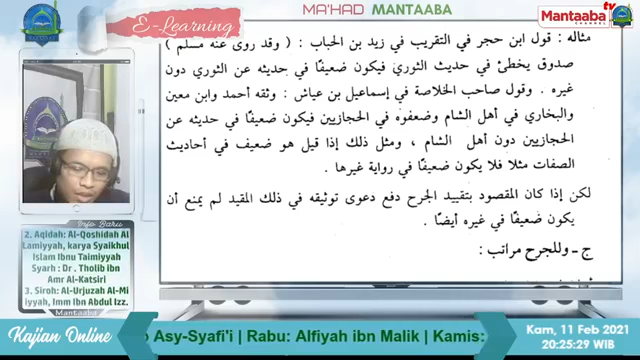 E-Learning
MA'HAD MANTAABA
Mantaaba tv
CHANNEL
مثاله : قول ابن حجر في التقريب في زيد بن الحباب : ( وقد روى عنه مسلم )
صدوق يخطئ في حديث الثوري فيكون ضعيفًا في حديثه عن الثوري دون
غيره . وقول صاحب الخلاصة في إسماعيل بن عياش : وثقه أحمد وابن معين
والبخاري في أهل الشام وضعفوه في الحجازيين فيكون ضعيفًا في حديثه عن
الحجازيين دون أهل الشام ، ومثل ذلك إذا قيل هو ضعيف في أحاديث
الصفات مثلا فلا يكون ضعيفًا في رواية غيرها .
لكن إذا كان المقصود بتقييد الجرح دفع دعوى توثيقه في ذلك المقيد لم يمنع أن
يكون ضعيفًا في غيره أيضًا .
ج – وللجرح مراتب :
Info Baru
2. Aqidah: Al-Qoshidah Al
Lamiyyah, karya Syaikhul
Islam Ibnu Taimiyyah
Syarh : Dr . Tholib ibn
Amr Al-Katsiri
3. Siroh: Al-Urjuzah Al-Mi
iyyah, Imm Ibn Abdul Izz.
Mantaaba
Kajian Online
o Asy-Syafi'i | Rabu: Alfiyah ibn Malik | Kamis:
Kam, 11 Feb 2021
20:25:29 WIB